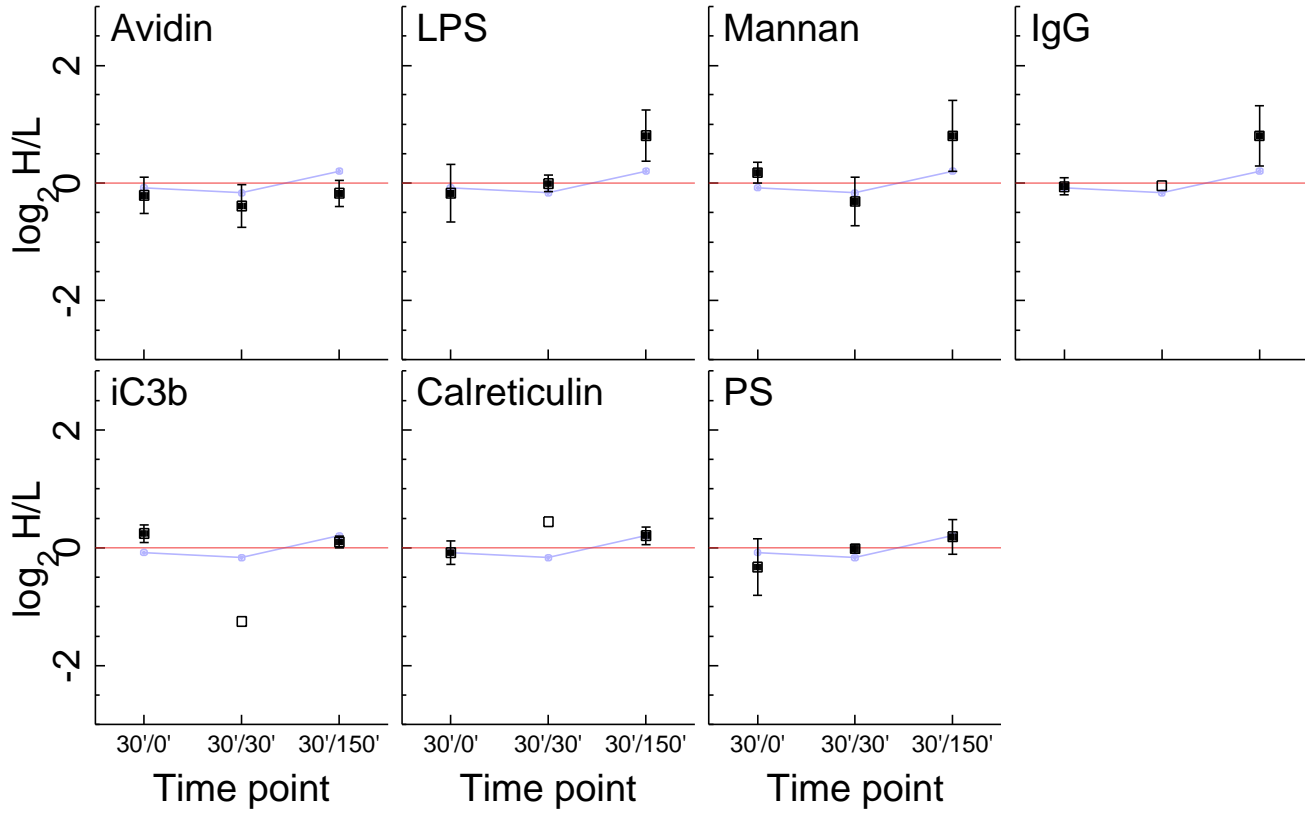 Avidin LPS Mannan IgG
2
0
-2
log2 H/L
iC3b Calreticulin PS
2
0
-2
log2 H/L
30'/0' 30'/30' 30'/150' 30'/0' 30'/30' 30'/150' 30'/0' 30'/30' 30'/150'
Time point Time point Time point